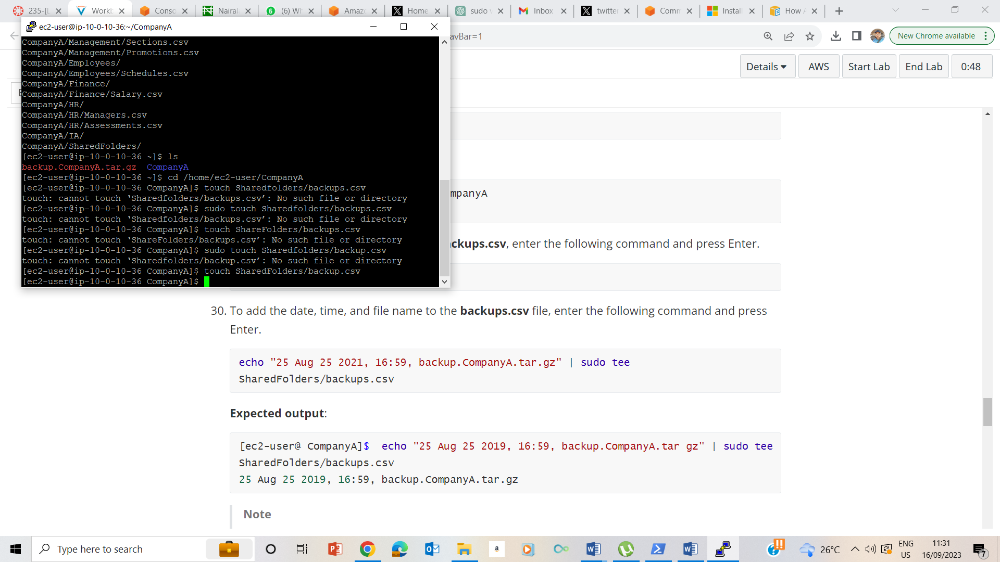 235-[L
Workb
Conso
Nairala
(6) Wh
Amazo
Home
sudo v
Inbox
twitter
Comm
Install
How A
ec2-user@ip-10-0-10-36:~/CompanyA
avBar=1
New Chrome available
Details
AWS
Start Lab
End Lab
0:48
CompanyA/Management/Sections.csv
CompanyA/Management/Promotions.csv
CompanyA/Employees/
CompanyA/Employees/Schedules.csv
CompanyA/Finance/
CompanyA/Finance/Salary.csv
CompanyA/HR/
CompanyA/HR/Managers.csv
CompanyA/HR/Assessments.csv
CompanyA/IA/
CompanyA/SharedFolders/
[ec2-user@ip-10-0-10-36 ~]$ ls
backup.CompanyA.tar.gz  CompanyA
[ec2-user@ip-10-0-10-36 ~]$ cd /home/ec2-user/CompanyA
[ec2-user@ip-10-0-10-36 CompanyA]$ touch Sharedfolders/backups.csv
touch: cannot touch ‘Sharedfolders/backups.csv’: No such file or directory
[ec2-user@ip-10-0-10-36 CompanyA]$ sudo touch Sharedfolders/backups.csv
touch: cannot touch ‘Sharedfolders/backups.csv’: No such file or directory
[ec2-user@ip-10-0-10-36 CompanyA]$ touch ShareFolders/backups.csv
touch: cannot touch ‘ShareFolders/backups.csv’: No such file or directory
[ec2-user@ip-10-0-10-36 CompanyA]$ sudo touch Sharedfolders/backup.csv
touch: cannot touch ‘Sharedfolders/backup.csv’: No such file or directory
[ec2-user@ip-10-0-10-36 CompanyA]$ touch SharedFolders/backup.csv
[ec2-user@ip-10-0-10-36 CompanyA]$
mpanyA
ckups.csv, enter the following command and press Enter.
30. To add the date, time, and file name to the backups.csv file, enter the following command and press
Enter.
echo "25 Aug 25 2021, 16:59, backup.CompanyA.tar.gz" | sudo tee
SharedFolders/backups.csv
Expected output:
[ec2-user@ CompanyA]$  echo "25 Aug 25 2019, 16:59, backup.CompanyA.tar gz" | sudo tee
SharedFolders/backups.csv
25 Aug 25 2019, 16:59, backup.CompanyA.tar.gz
Note
Type here to search
26°C
ENG
US
11:31
16/09/2023
7